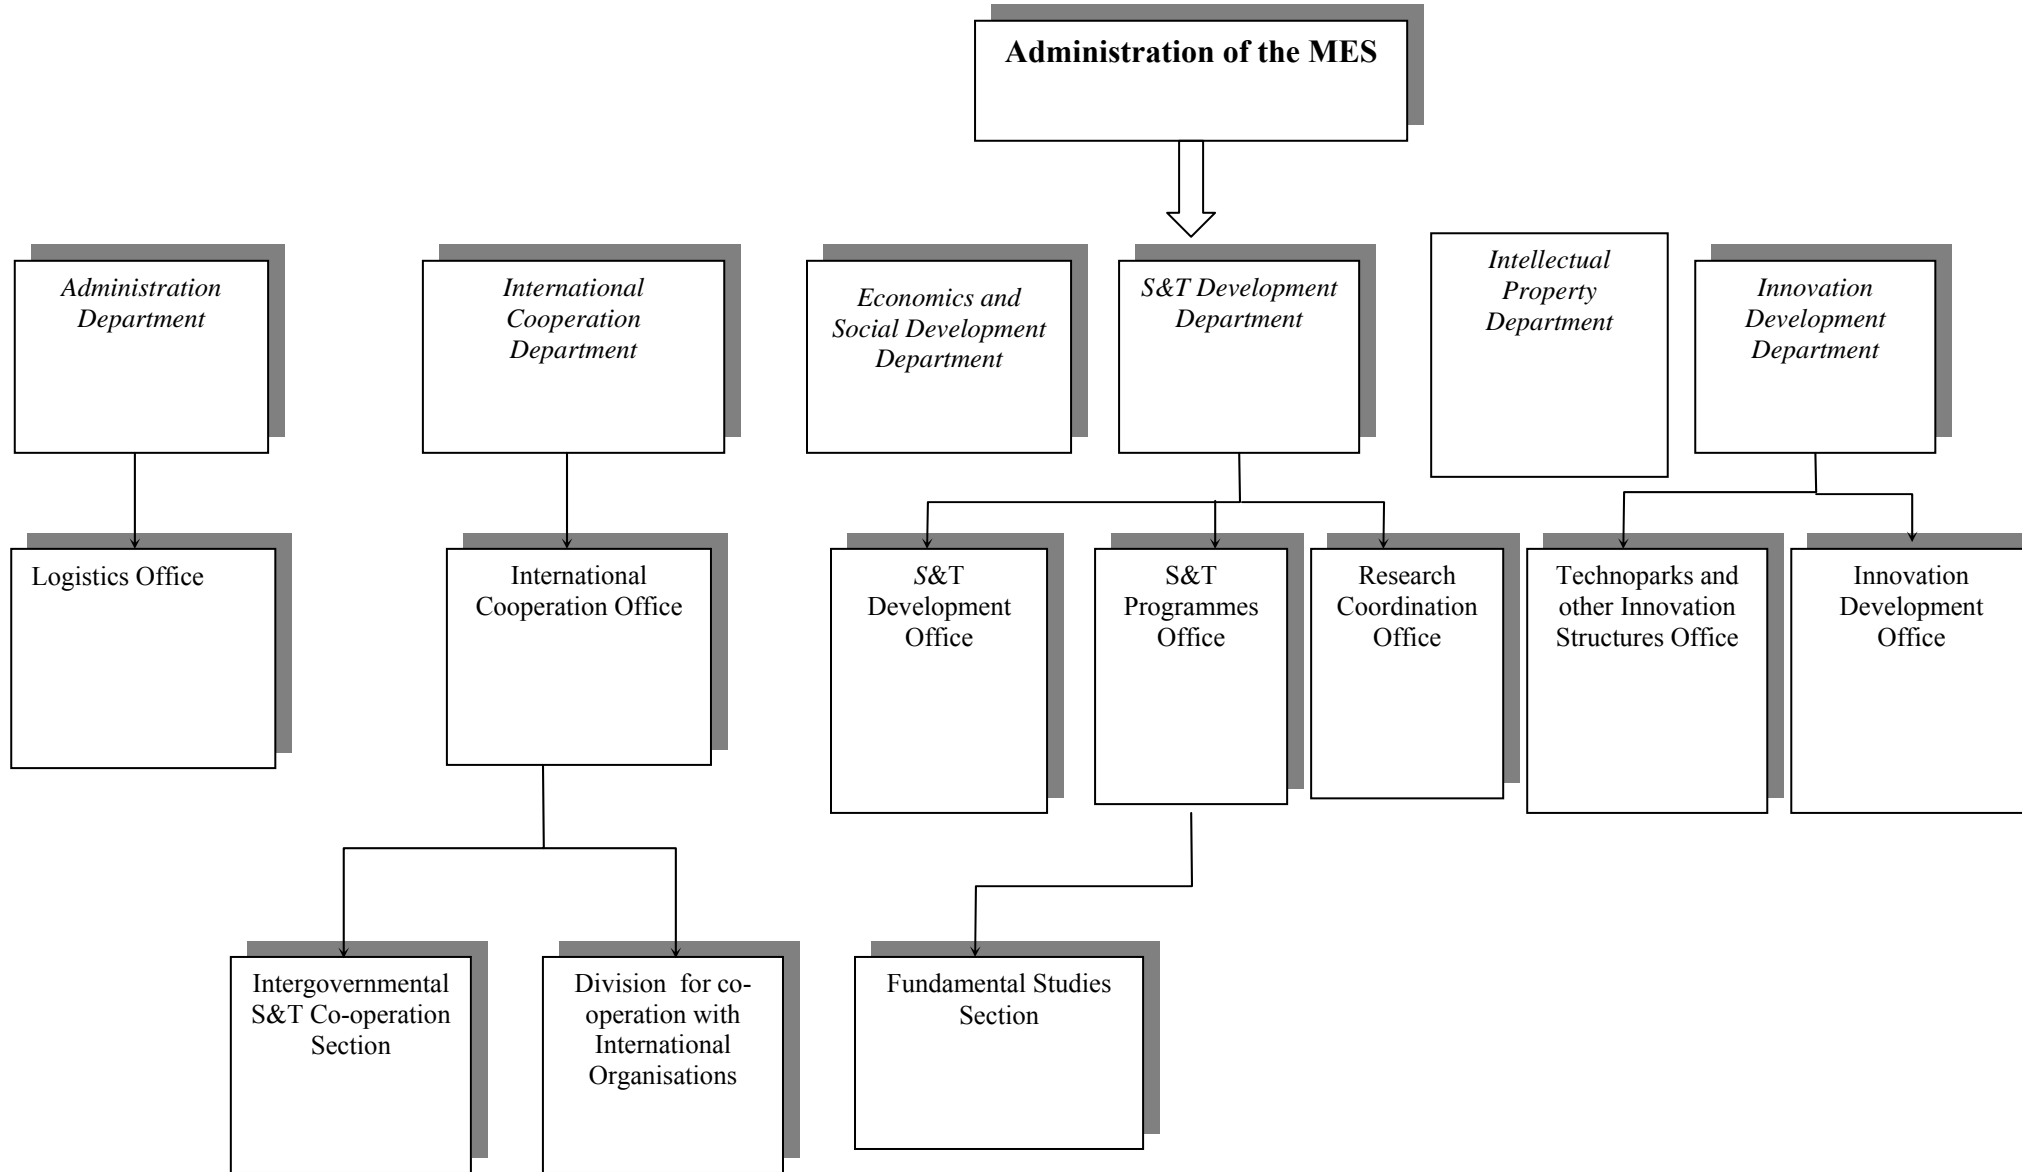 Administration of the MES
Administration
Department
International
Cooperation
Department
Economics and
Social Development
Department
S&T Development
Department
Intellectual
Property
Department
Innovation
Development
Department
Logistics Office
International
Cooperation Office
S&T
Development
Office
S&T
Programmes
Office
Research
Coordination
Office
Technoparks and
other Innovation
Structures Office
Innovation
Development
Office
Intergovernmental
S&T Co-operation
Section
Division  for co-
operation with
International
Organisations
Fundamental Studies
Section